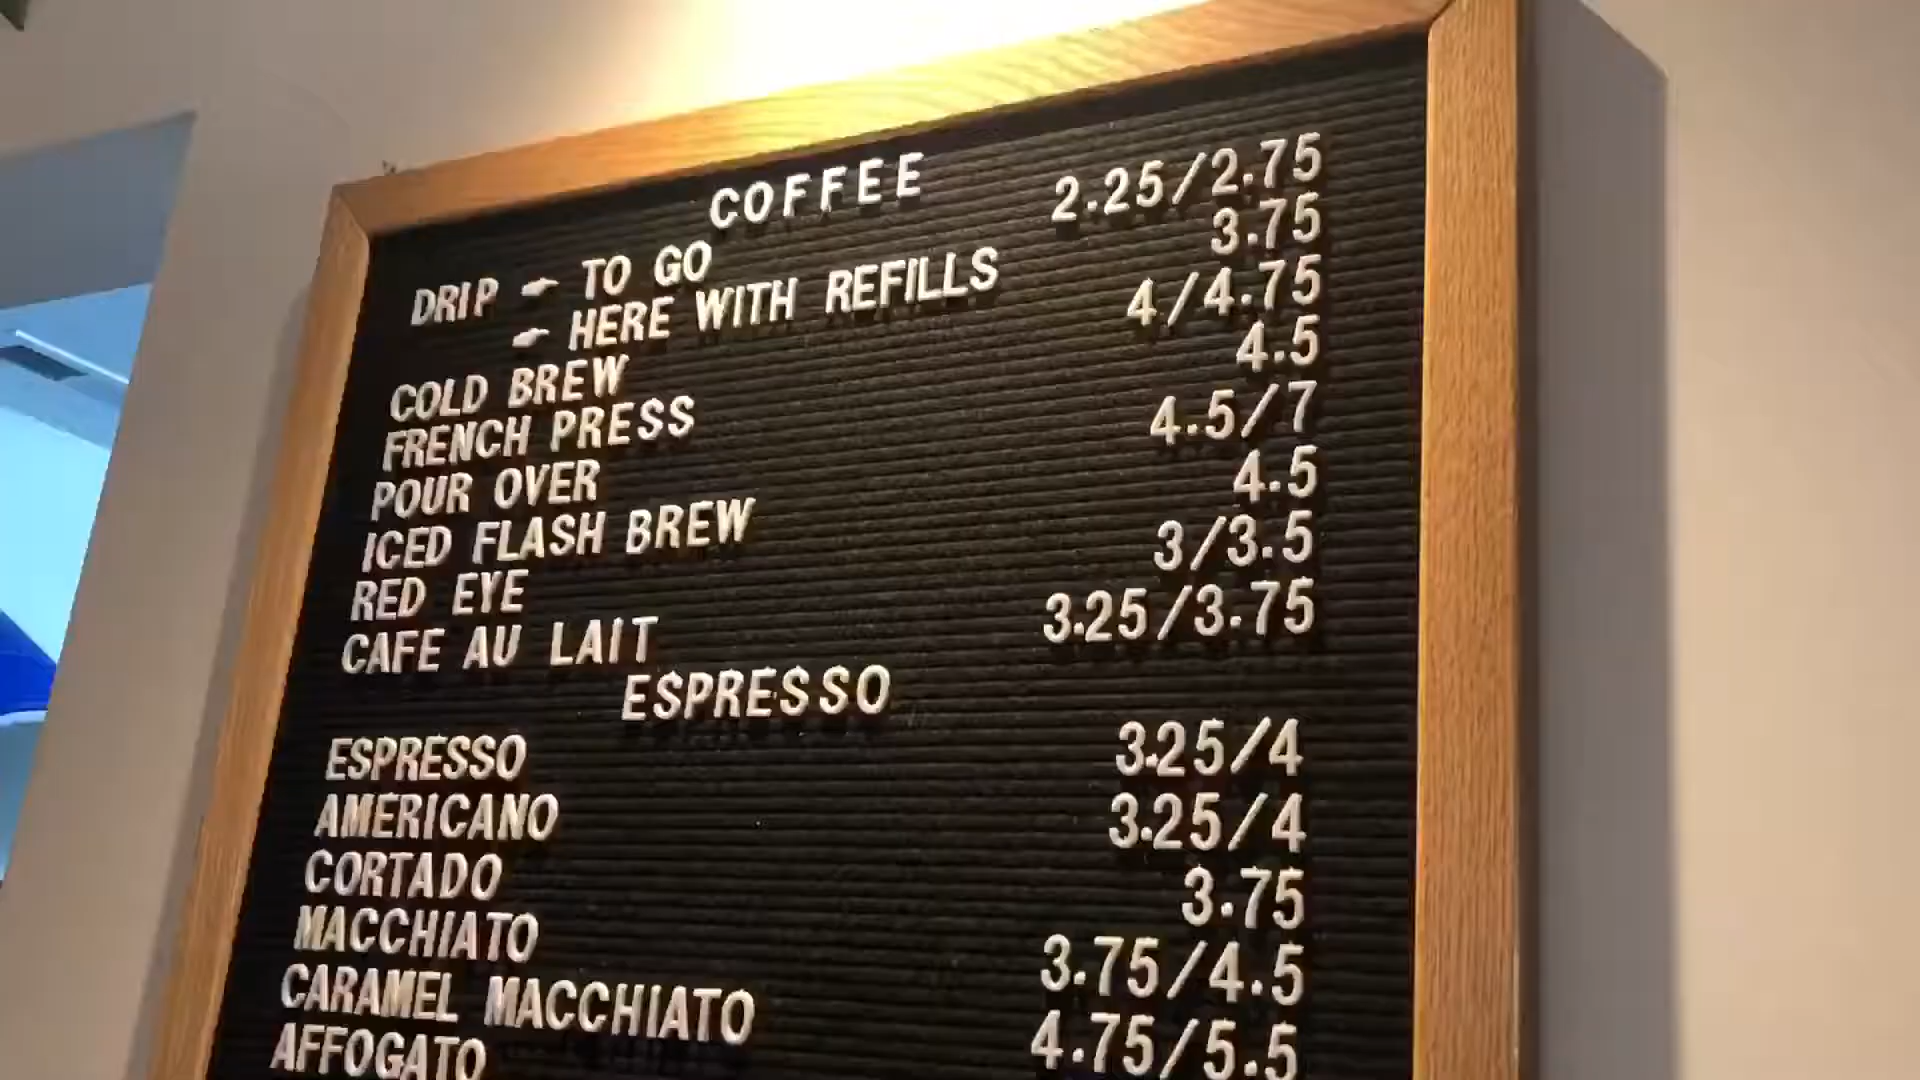 COFFEE
DRIP ☛ TO GO 2.25/2.75
☛ HERE WITH REFILLS 3.75
COLD BREW 4/4.75
FRENCH PRESS 4.5
POUR OVER 4.5/7
ICED FLASH BREW 4.5
RED EYE 3/3.5
CAFE AU LAIT 3.25/3.75
ESPRESSO
ESPRESSO 3.25/4
AMERICANO 3.25/4
CORTADO 3.75
MACCHIATO 3.75/4.5
CARAMEL MACCHIATO 4.75/5.5
AFFOGATO